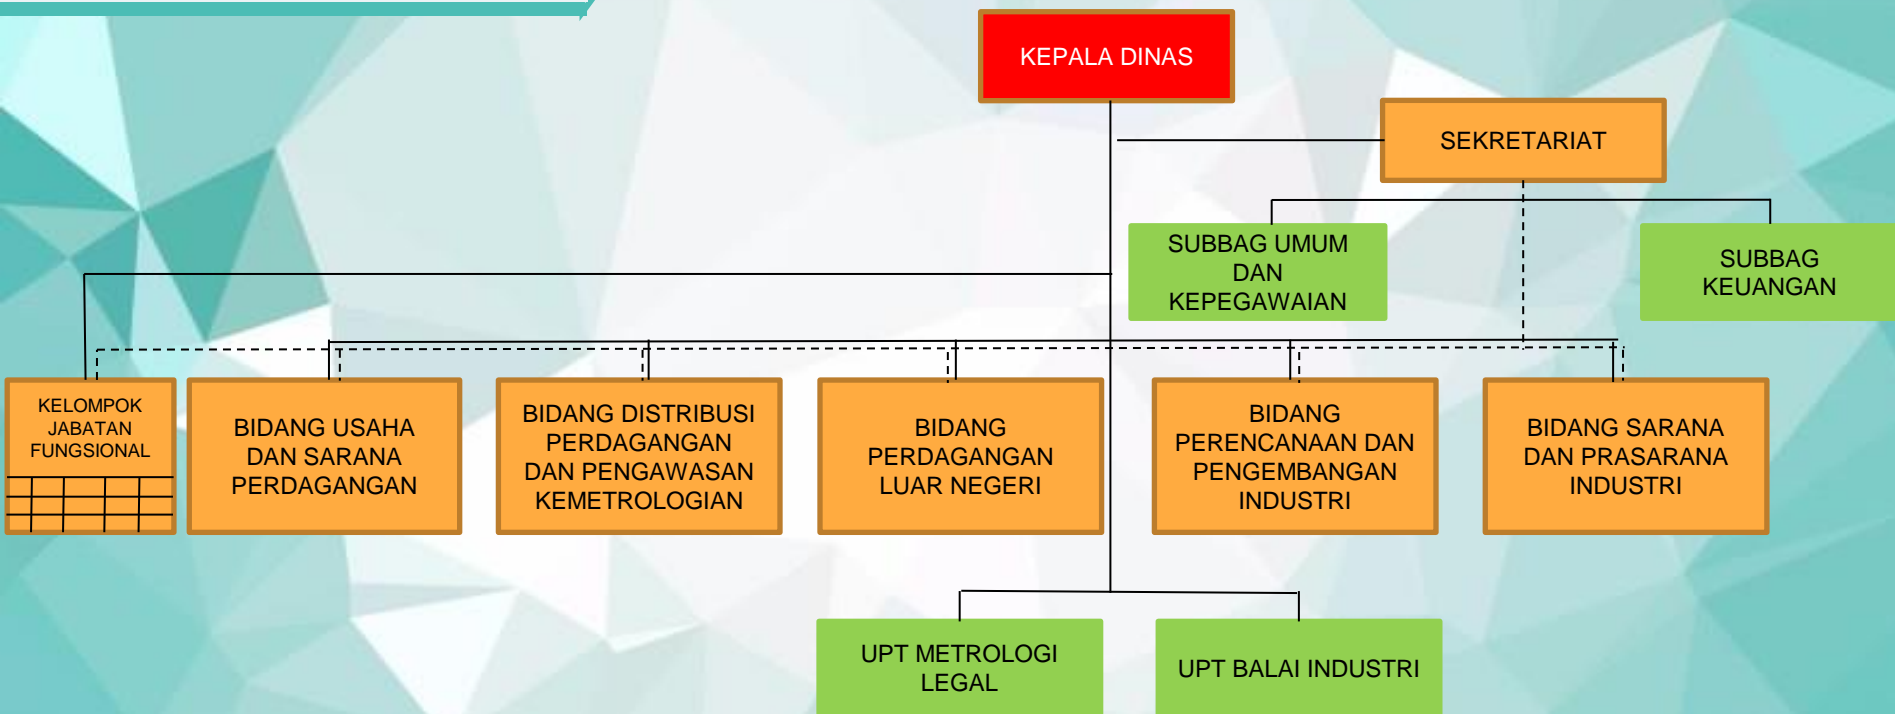 KEPALA DINAS
SEKRETARIAT
SUBBAG UMUM
DAN
KEPEGAWAIAN
SUBBAG
KEUANGAN
KELOMPOK
JABATAN
FUNGSIONAL
BIDANG USAHA
DAN SARANA
PERDAGANGAN
BIDANG DISTRIBUSI
PERDAGANGAN
DAN PENGAWASAN
KEMETROLOGIAN
BIDANG
PERDAGANGAN
LUAR NEGERI
BIDANG
PERENCANAAN DAN
PENGEMBANGAN
INDUSTRI
BIDANG SARANA
DAN PRASARANA
INDUSTRI
UPT METROLOGI
LEGAL
UPT BALAI INDUSTRI